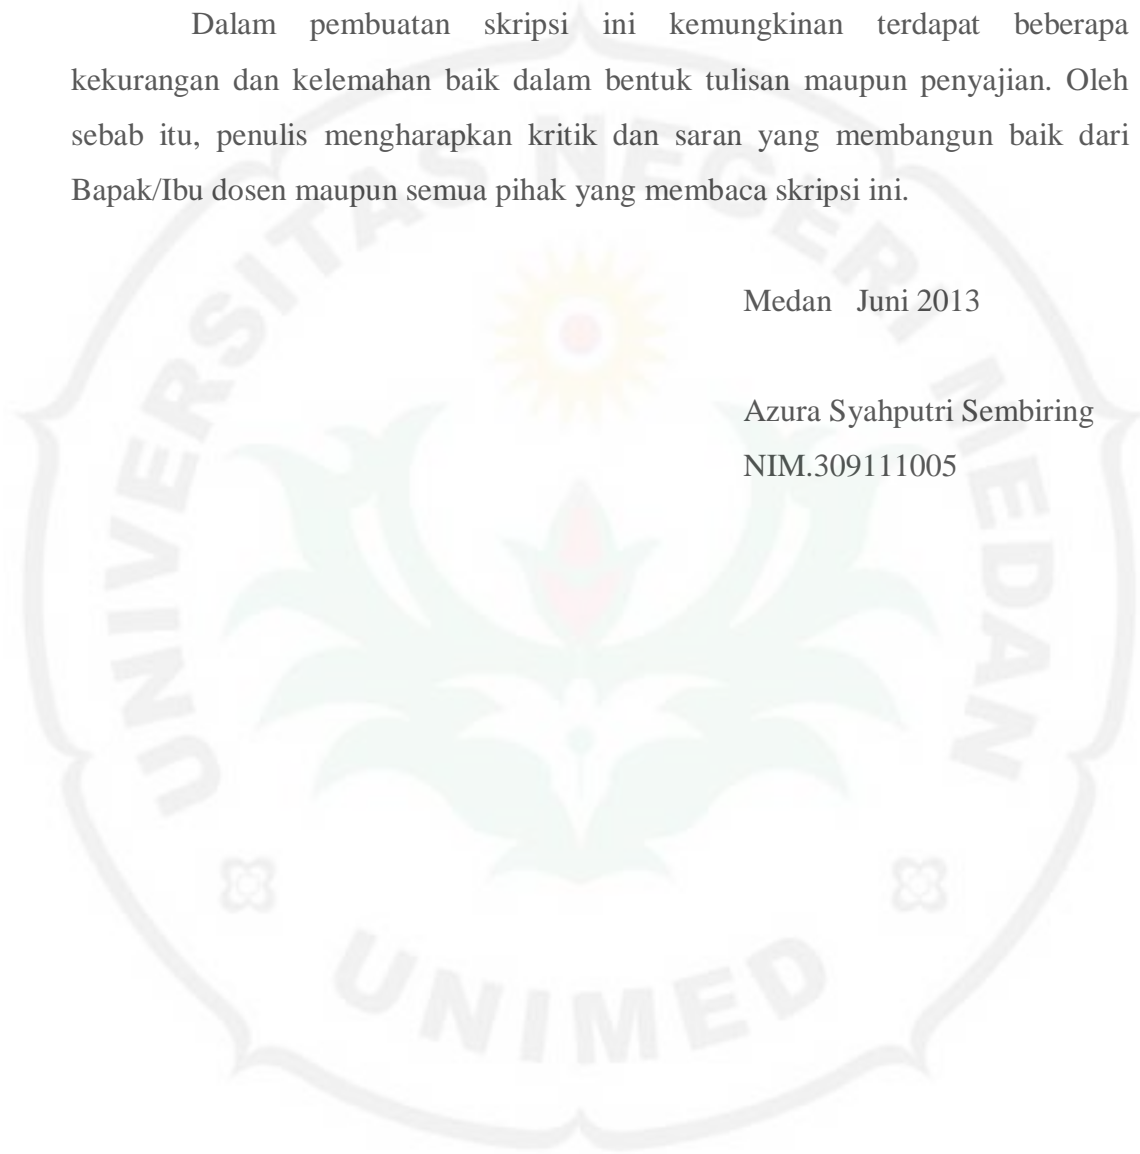 Dalam pembuatan skripsi ini kemungkinan terdapat beberapa
kekurangan dan kelemahan baik dalam bentuk tulisan maupun penyajian. Oleh
sebab itu, penulis mengharapkan kritik dan saran yang membangun baik dari
Bapak/Ibu dosen maupun semua pihak yang membaca skripsi ini.
Medan Juni 2013
Azura Syahputri Sembiring
NIM.309111005
UNIVERSITAS NEGERI MEDAN
UNIMED